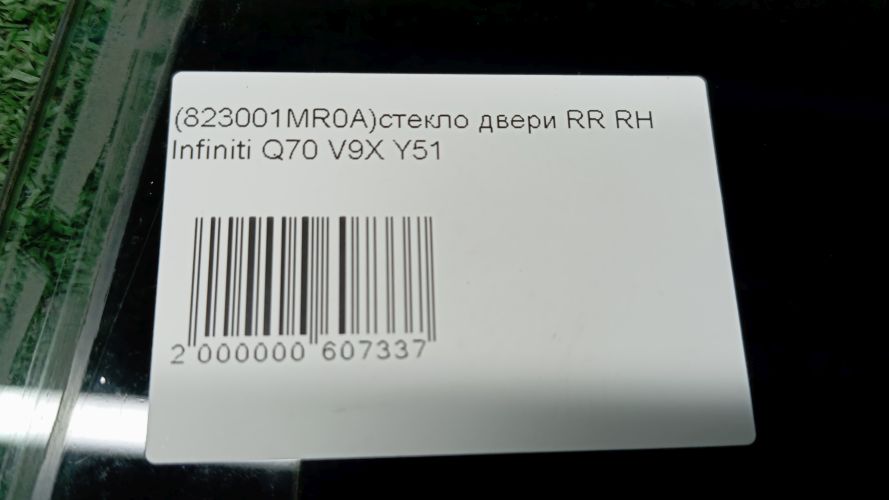 (823001MR0A)стекло двери RR RH
Infiniti Q70 V9X Y51
2 000000 607337